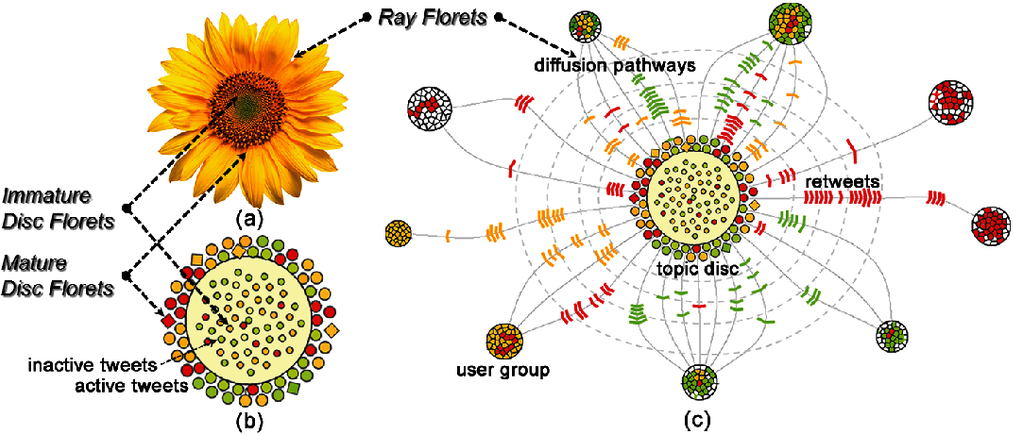 Ray Florets
diffusion pathways
Immature
Disc Florets
(a)
retweets
Mature
Disc Florets
topic disc
inactive tweets
active tweets
user group
(b)
(c)